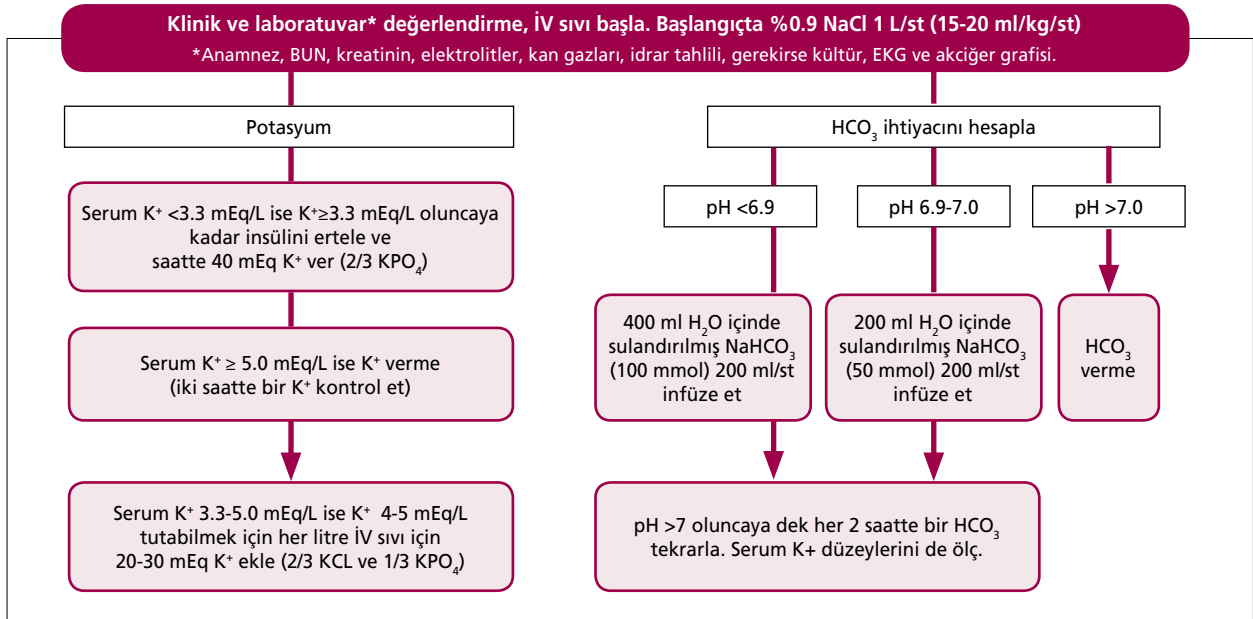 Klinik ve laboratuvar* değerlendirme, İV sıvı başla. Başlangıçta %0.9 NaCl 1 L/st (15-20 ml/kg/st)
*Anamnez, BUN, kreatinin, elektrolitler, kan gazları, idrar tahlili, gerekirse kültür, EKG ve akciğer grafisi.
Potasyum
Serum K⁺ <3.3 mEq/L ise K⁺≥3.3 mEq/L oluncaya
kadar insülini ertele ve
saatte 40 mEq K⁺ ver (2/3 KPO₄)
Serum K⁺ ≥ 5.0 mEq/L ise K⁺ verme
(iki saatte bir K⁺ kontrol et)
Serum K⁺ 3.3-5.0 mEq/L ise K⁺ 4-5 mEq/L
tutabilmek için her litre İV sıvı için
20-30 mEq K⁺ ekle (2/3 KCL ve 1/3 KPO₄)
HCO₃ ihtiyacını hesapla
pH <6.9
pH 6.9-7.0
pH >7.0
400 ml H₂O içinde
sulandırılmış NaHCO₃
(100 mmol) 200 ml/st
infüze et
200 ml H₂O içinde
sulandırılmış NaHCO₃
(50 mmol) 200 ml/st
infüze et
HCO₃
verme
pH >7 oluncaya dek her 2 saatte bir HCO₃
tekrarla. Serum K+ düzeylerini de ölç.